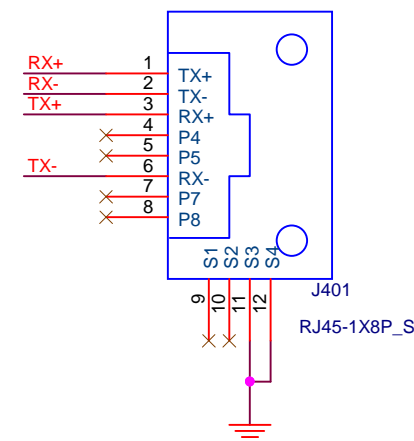 RX+ 1 TX+
RX- 2 TX-
TX+ 3 RX+
4 P4
5 P5
TX- 6 RX-
7 P7
8 P8
S1 S2 S3 S4
9 10 11 12
J401
RJ45-1X8P_S